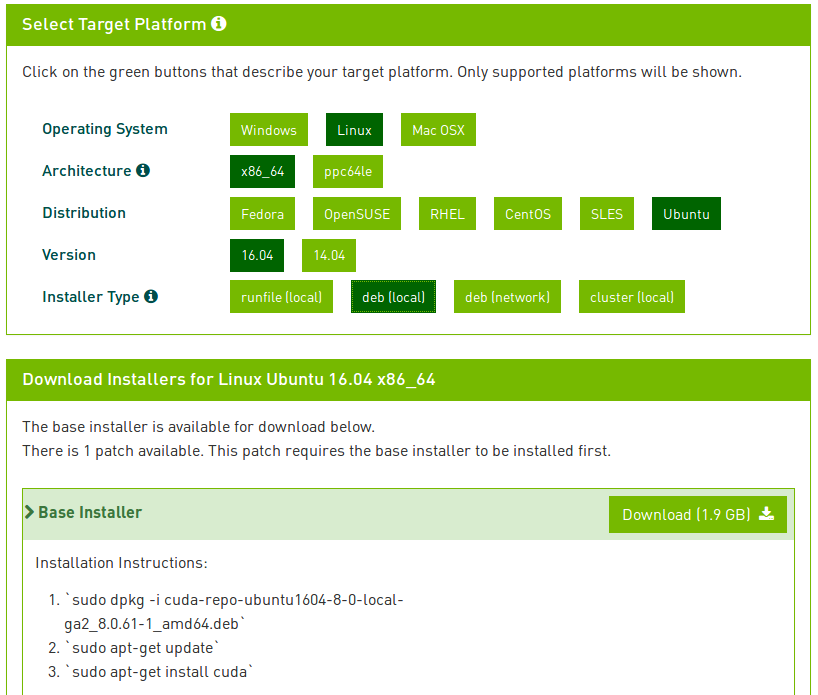 Select Target Platform
Click on the green buttons that describe your target platform. Only supported platforms will be shown.
Operating System Windows Linux Mac OSX
Architecture x86_64 ppc64le
Distribution Fedora OpenSUSE RHEL CentOS SLES Ubuntu
Version 16.04 14.04
Installer Type runfile (local) deb (local) deb (network) cluster (local)
Download Installers for Linux Ubuntu 16.04 x86_64
The base installer is available for download below.
There is 1 patch available. This patch requires the base installer to be installed first.
Base Installer Download (1.9 GB)
Installation Instructions:
1. `sudo dpkg -i cuda-repo-ubuntu1604-8-0-local-
ga2_8.0.61-1_amd64.deb`
2. `sudo apt-get update`
3. `sudo apt-get install cuda`